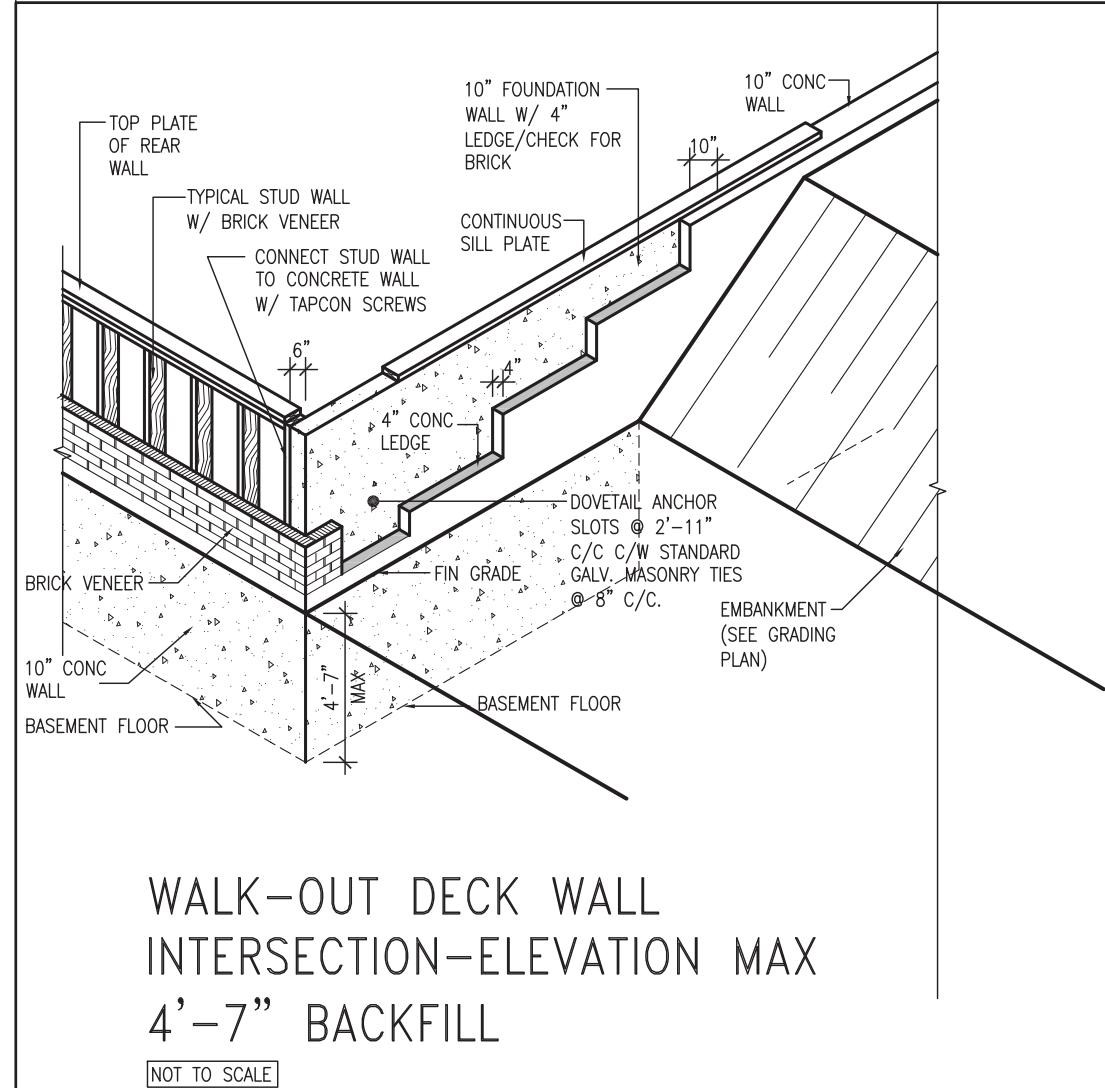 TOP PLATE
OF REAR
WALL
TYPICAL STUD WALL
W/ BRICK VENEER
CONNECT STUD WALL
TO CONCRETE WALL
W/ TAPCON SCREWS
10" FOUNDATION
WALL W/ 4"
LEDGE/CHECK FOR
BRICK
10" CONC
WALL
10"
CONTINUOUS
SILL PLATE
6"
4"
4" CONC
LEDGE
DOVETAIL ANCHOR
SLOTS @ 2'-11"
C/C C/W STANDARD
GALV. MASONRY TIES
@ 8" C/C.
FIN GRADE
BRICK VENEER
EMBANKMENT
(SEE GRADING
PLAN)
10" CONC
WALL
4'-7"
MAX
BASEMENT FLOOR
BASEMENT FLOOR
WALK-OUT DECK WALL
INTERSECTION-ELEVATION MAX
4'-7" BACKFILL
NOT TO SCALE